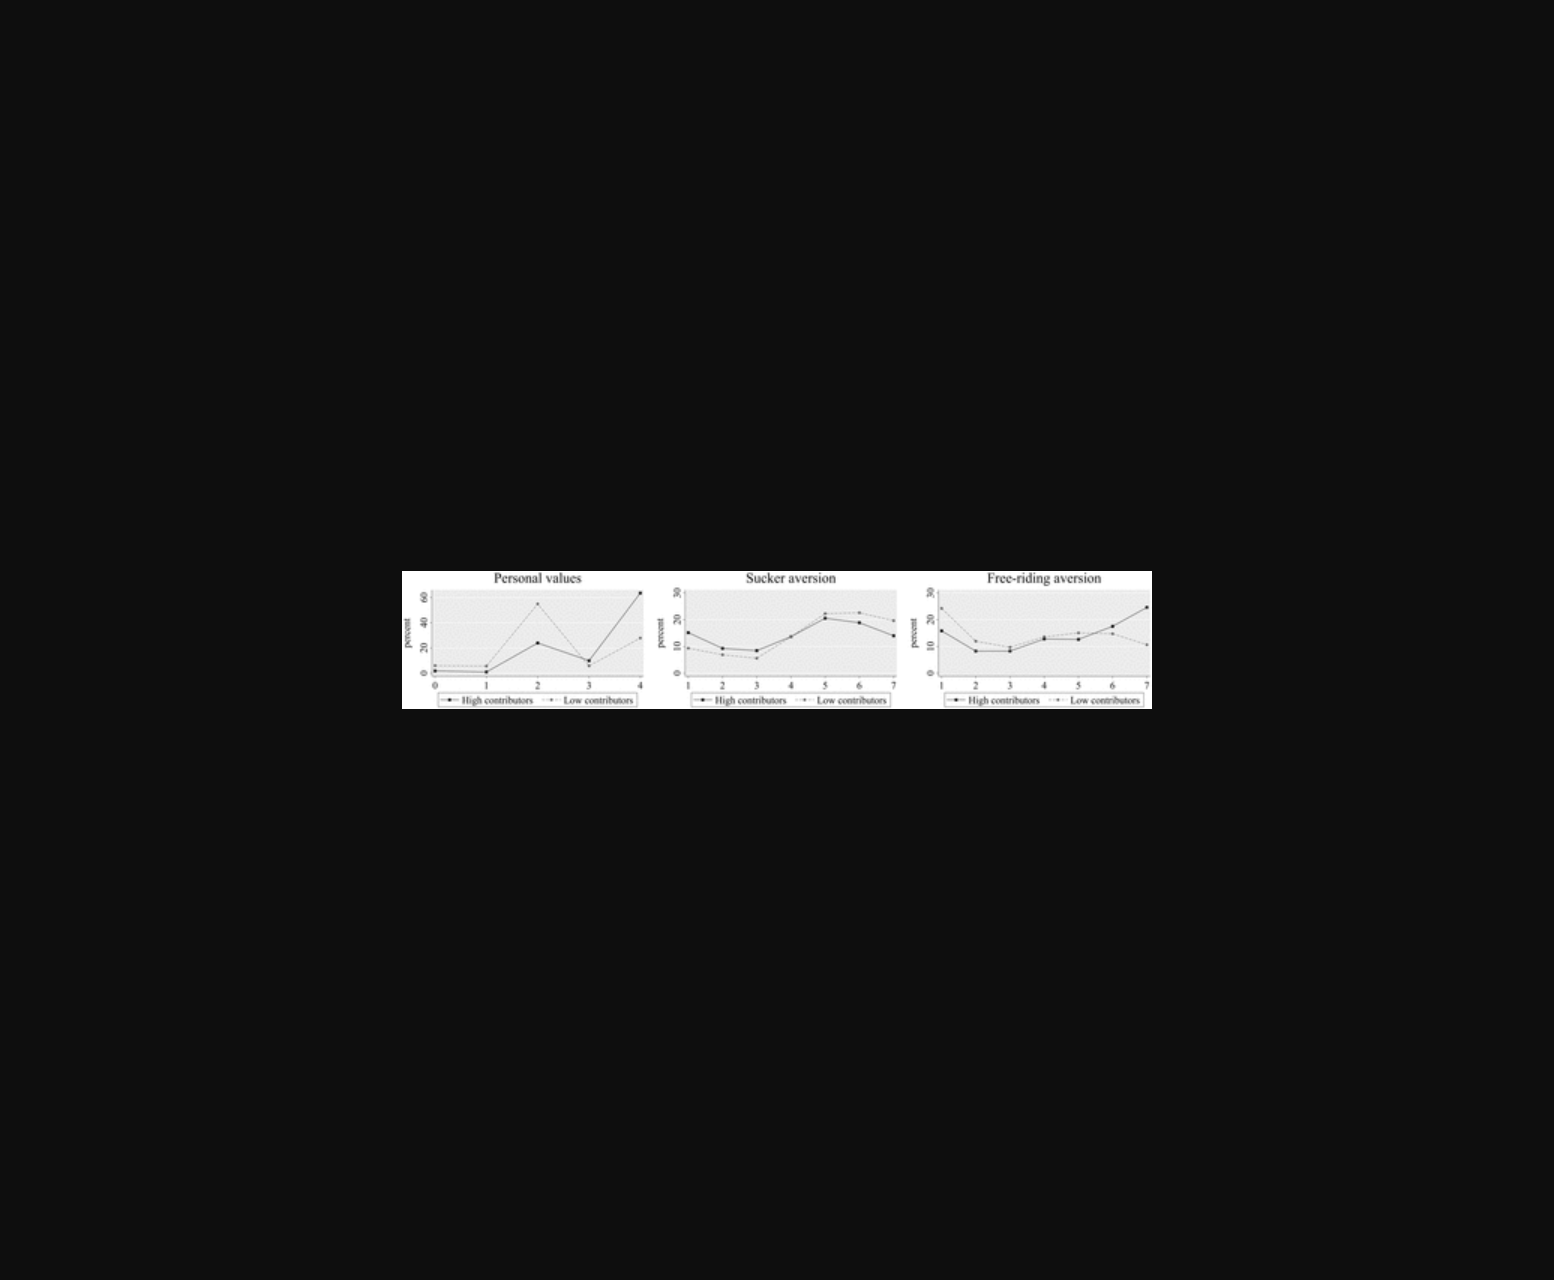 Personal values
percent
0 20 40 60
0 1 2 3 4
High contributors Low contributors
Sucker aversion
percent
0 10 20 30
1 2 3 4 5 6 7
High contributors Low contributors
Free-riding aversion
percent
0 10 20 30
1 2 3 4 5 6 7
High contributors Low contributors